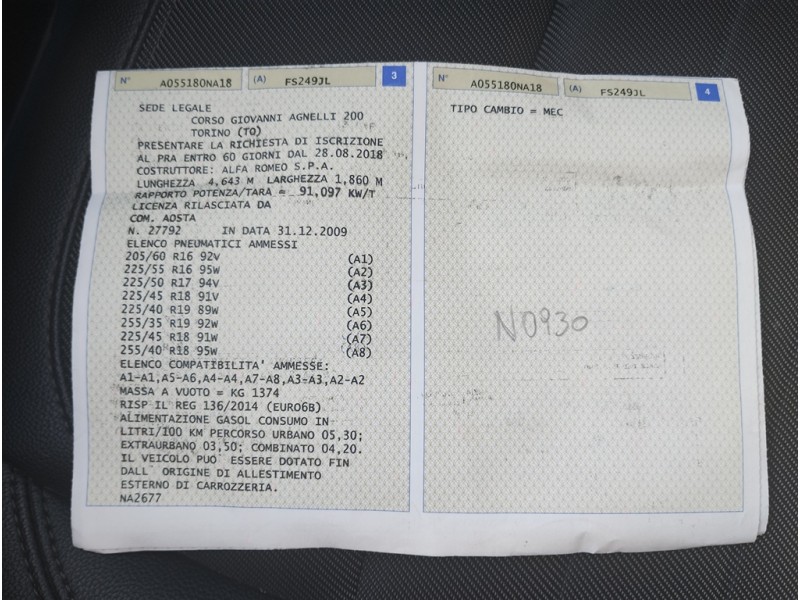 N° A055180NA18 (A) FS249JL 3
SEDE LEGALE
CORSO GIOVANNI AGNELLI 200
TORINO (TO)
PRESENTARE LA RICHIESTA DI ISCRIZIONE
AL PRA ENTRO 60 GIORNI DAL 28.08.2018
COSTRUTTORE: ALFA ROMEO S.P.A.
LUNGHEZZA 4,643 M LARGHEZZA 1,860 M
RAPPORTO POTENZA/TARA = 91,097 KW/T
LICENZA RILASCIATA DA
COM. AOSTA
N. 27792 IN DATA 31.12.2009
ELENCO PNEUMATICI AMMESSI
205/60 R16 92V (A1)
225/55 R16 95W (A2)
225/50 R17 94V (A3)
225/45 R18 91V (A4)
225/40 R19 89W (A5)
255/35 R19 92W (A6)
225/45 R18 91W (A7)
255/40 R18 95W (A8)
ELENCO COMPATIBILITA' AMMESSE:
A1-A1,A5-A6,A4-A4,A7-A8,A3-A3,A2-A2
MASSA A VUOTO = KG 1374
RISP IL REG 136/2014 (EURO6B)
ALIMENTAZIONE GASOL CONSUMO IN
LITRI/100 KM PERCORSO URBANO 05,30;
EXTRAURBANO 03,50; COMBINATO 04,20.
IL VEICOLO PUO' ESSERE DOTATO FIN
DALL' ORIGINE DI ALLESTIMENTO
ESTERNO DI CARROZZERIA.
NA2677
N° A055180NA18 (A) FS249JL 4
TIPO CAMBIO = MEC
N0930